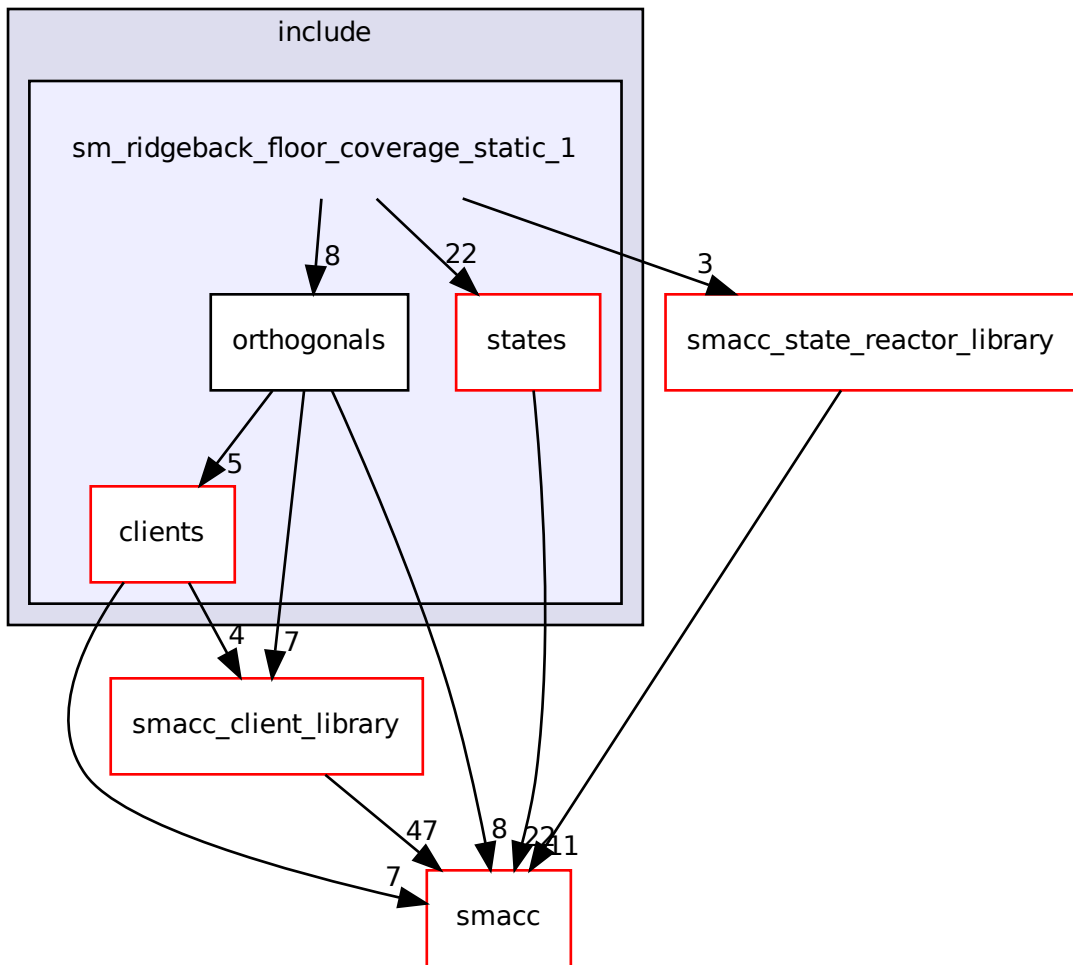 include
sm_ridgeback_floor_coverage_static_1
8
22
3
orthogonals
states
smacc_state_reactor_library
5
clients
4
7
smacc_client_library
47
8
22
11
7
smacc